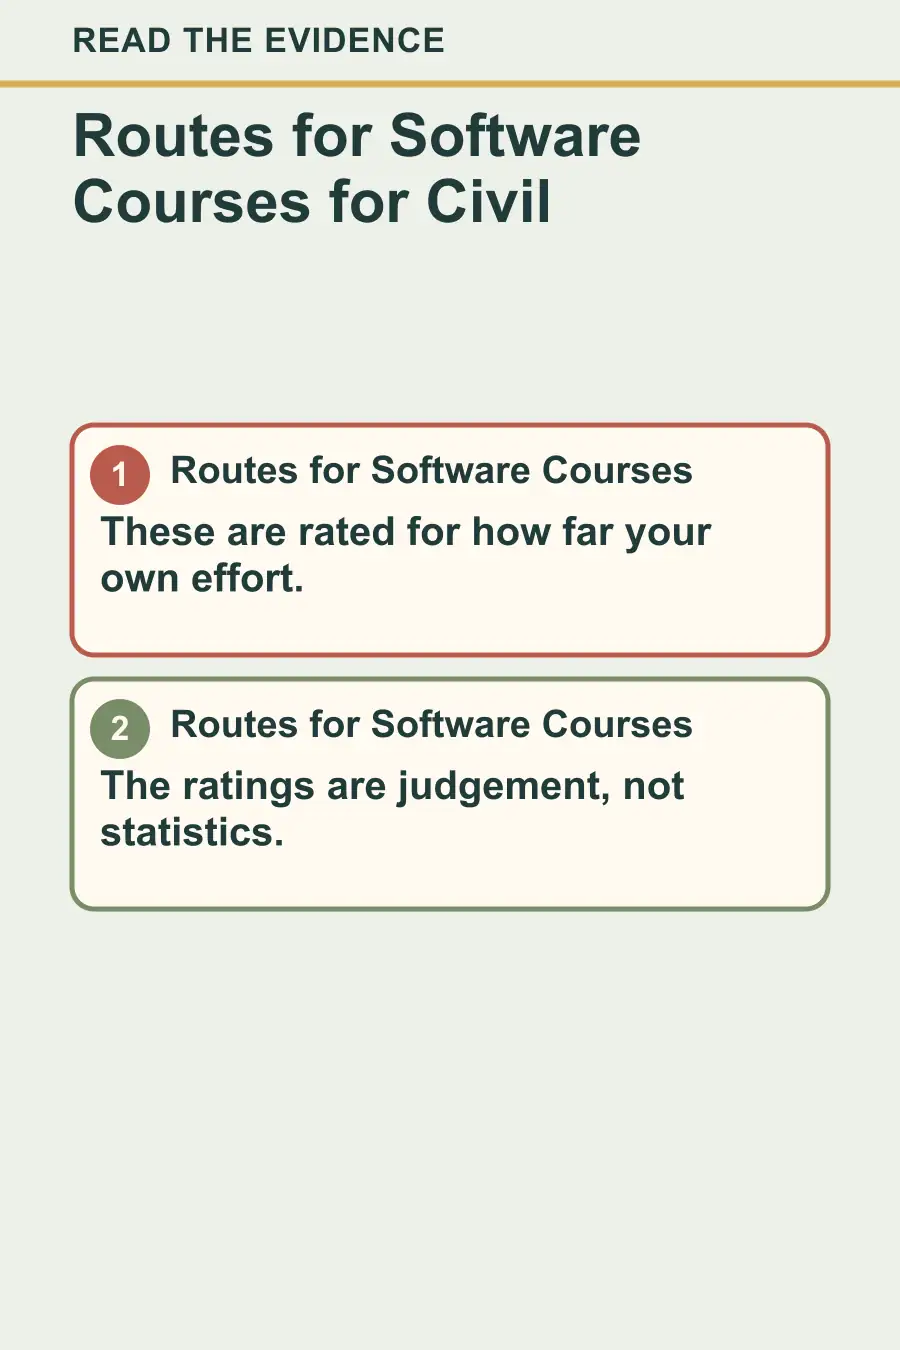 READ THE EVIDENCE
Routes for Software
Courses for Civil
1 Routes for Software Courses
These are rated for how far your
own effort.
2 Routes for Software Courses
The ratings are judgement, not
statistics.